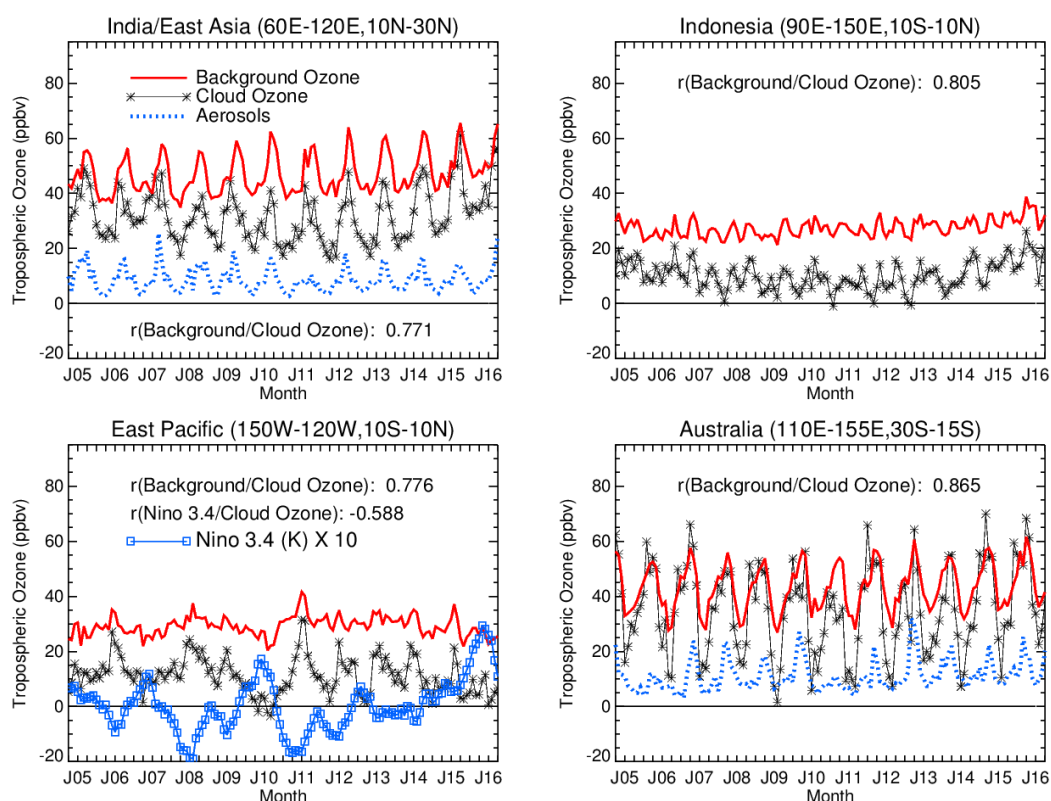 India/East Asia (60E-120E,10N-30N)
Tropospheric Ozone (ppbv)
80
60
40
20
0
-20
Background Ozone
Cloud Ozone
Aerosols
r(Background/Cloud Ozone): 0.771
J05 J06 J07 J08 J09 J10 J11 J12 J13 J14 J15 J16
Month
Indonesia (90E-150E,10S-10N)
Tropospheric Ozone (ppbv)
80
60
40
20
0
-20
r(Background/Cloud Ozone): 0.805
J05 J06 J07 J08 J09 J10 J11 J12 J13 J14 J15 J16
Month
East Pacific (150W-120W,10S-10N)
Tropospheric Ozone (ppbv)
80
60
40
20
0
-20
r(Background/Cloud Ozone): 0.776
r(Nino 3.4/Cloud Ozone): -0.588
Nino 3.4 (K) X 10
J05 J06 J07 J08 J09 J10 J11 J12 J13 J14 J15 J16
Month
Australia (110E-155E,30S-15S)
Tropospheric Ozone (ppbv)
80
60
40
20
0
-20
r(Background/Cloud Ozone): 0.865
J05 J06 J07 J08 J09 J10 J11 J12 J13 J14 J15 J16
Month